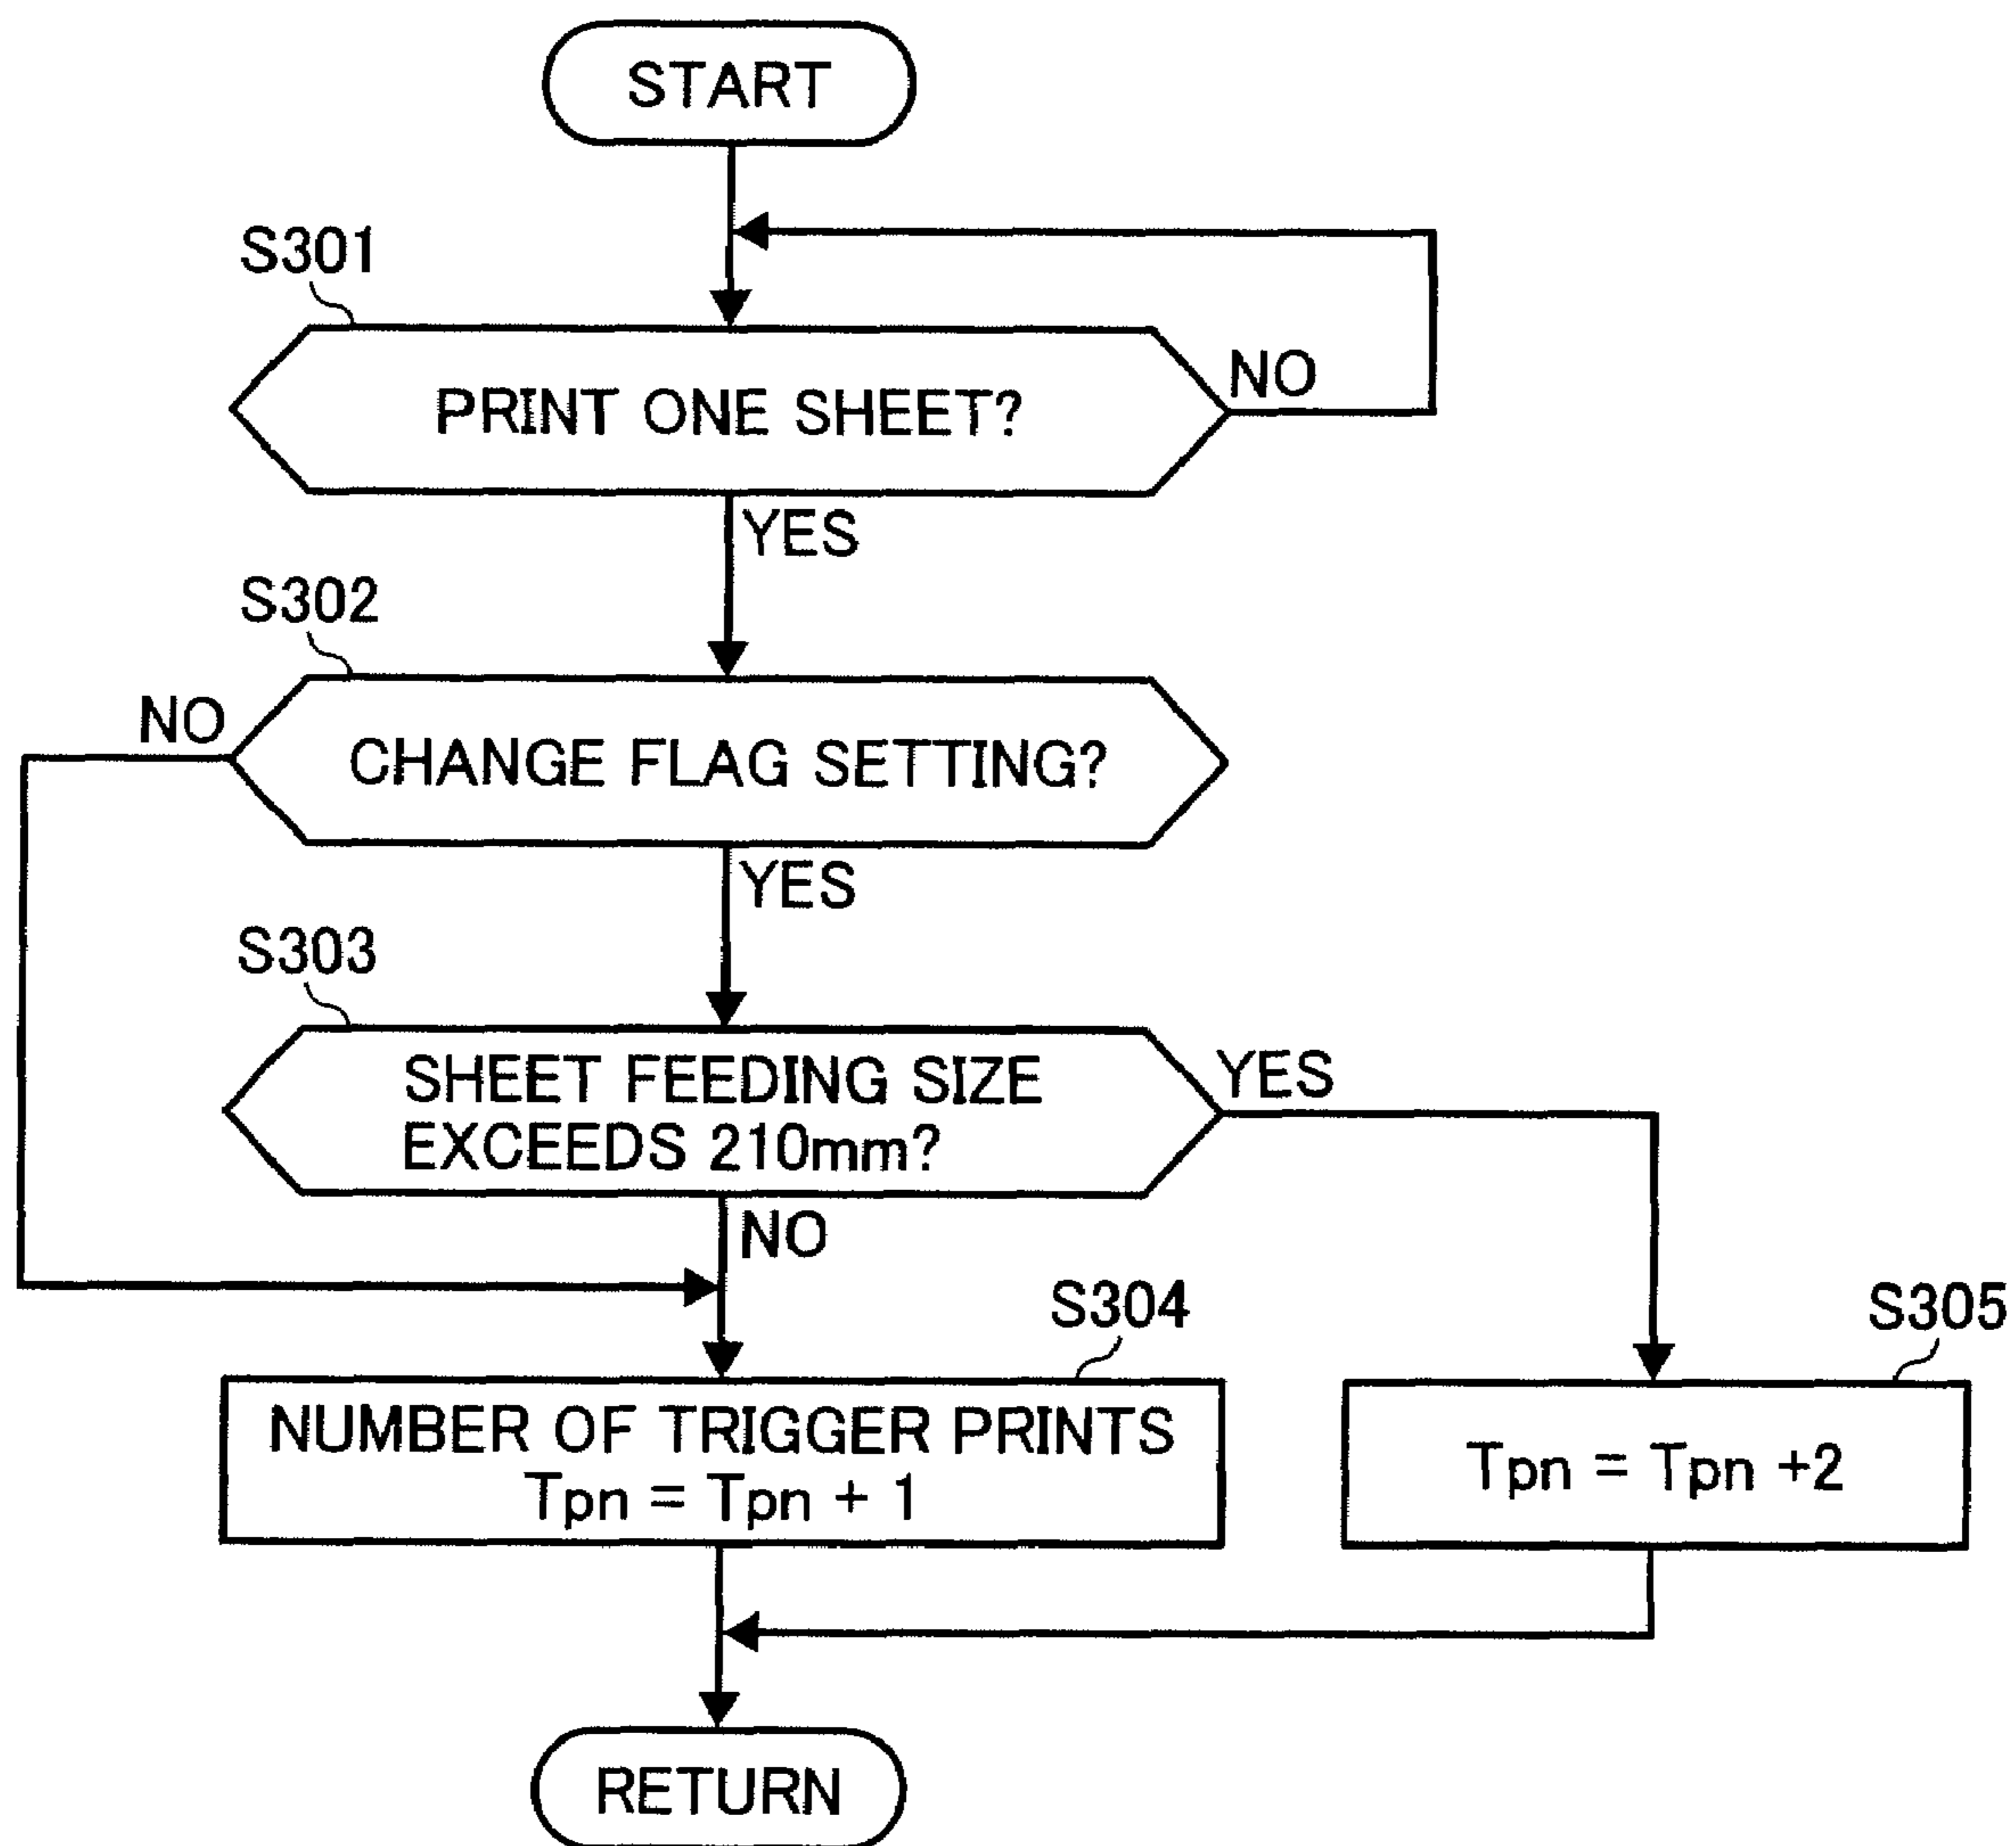 START
S301
PRINT ONE SHEET?
NO
YES
S302
NO
CHANGE FLAG SETTING?
YES
S303
SHEET FEEDING SIZE
EXCEEDS 210mm?
YES
NO
S304
S305
NUMBER OF TRIGGER PRINTS
Tpn = Tpn + 1
Tpn = Tpn +2
RETURN